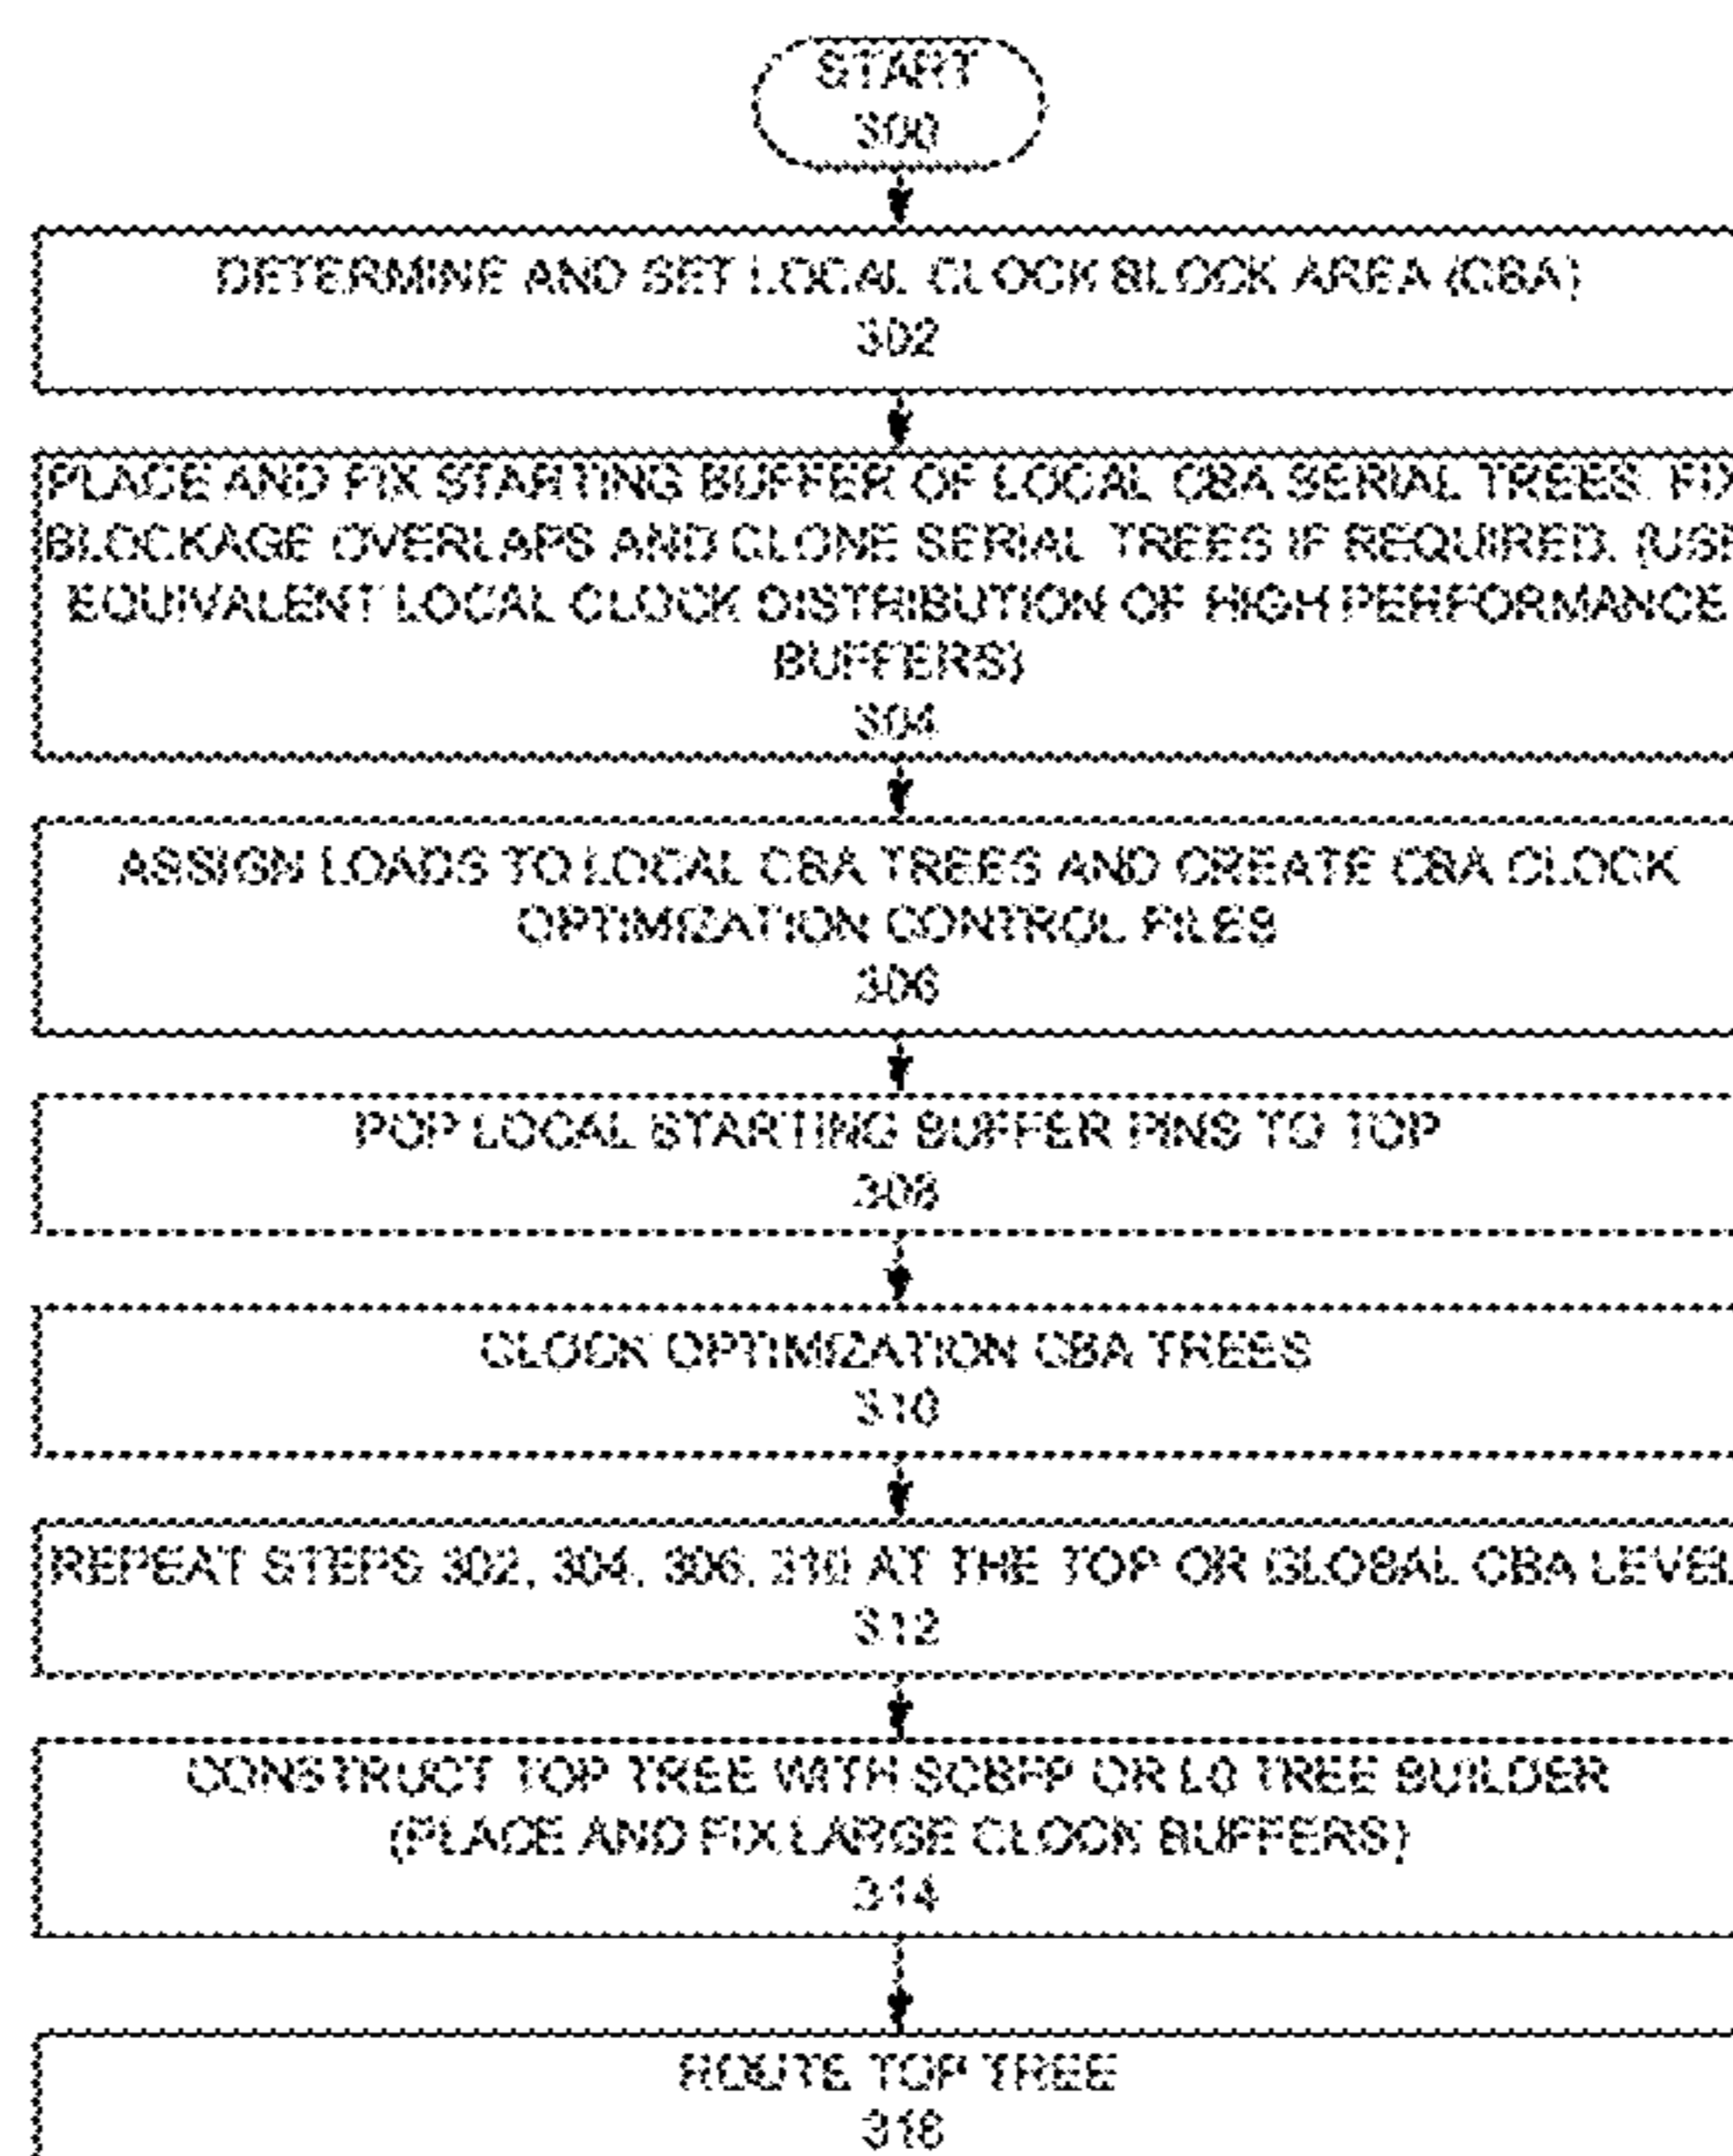 START
300
DETERMINE AND SET LOCAL CLOCK BLOCK AREA (CBA)
302
PLACE AND FIX STARTING BUFFER OF LOCAL CBA SERIAL TREES. FIX
BLOCKAGE OVERLAPS AND CLONE SERIAL TREES IF REQUIRED. (USE
EQUIVALENT LOCAL CLOCK DISTRIBUTION OF HIGH PERFORMANCE
BUFFERS)
304
ASSIGN LOADS TO LOCAL CBA TREES AND CREATE CBA CLOCK
OPTIMIZATION CONTROL FILES
306
POP LOCAL STARTING BUFFER PINS TO TOP
308
CLOCK OPTIMIZATION CBA TREES
310
REPEAT STEPS 302, 304, 306, 310 AT THE TOP OR GLOBAL CBA LEVEL
312
CONSTRUCT TOP TREE WITH SCBFP OR L0 TREE BUILDER
(PLACE AND FIX LARGE CLOCK BUFFERS)
314
ROUTE TOP TREE
316